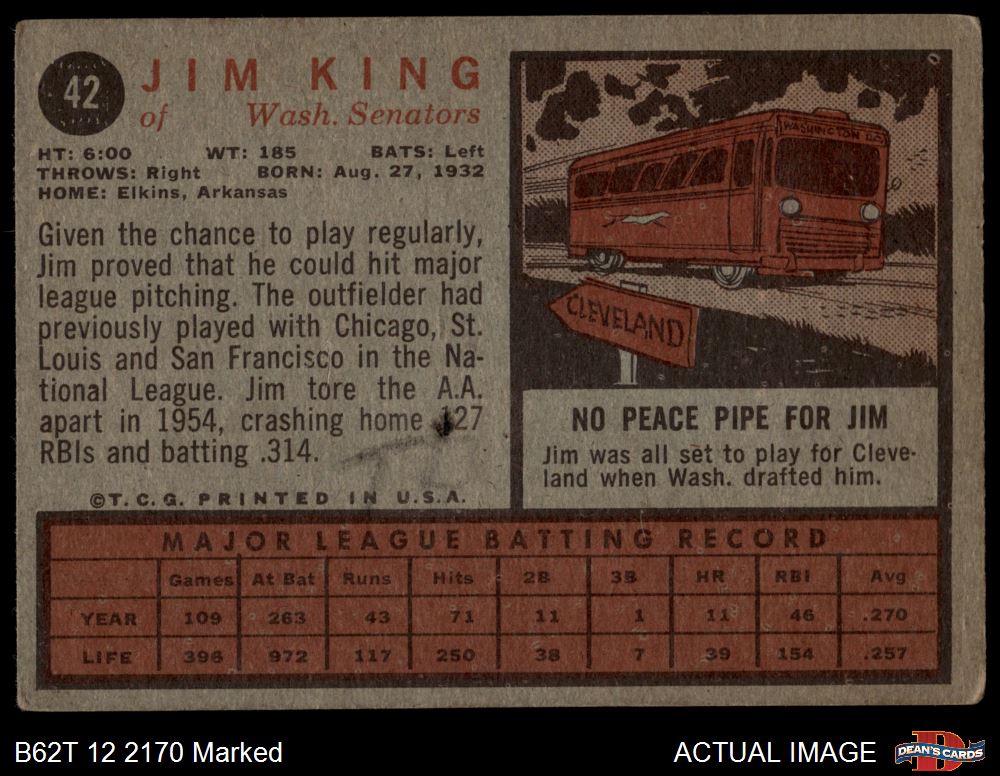 42
JIM KING
of Wash. Senators
HT: 6:00 WT: 185 BATS: Left
THROWS: Right BORN: Aug. 27, 1932
HOME: Elkins, Arkansas
Given the chance to play regularly,
Jim proved that he could hit major
league pitching. The outfielder had
previously played with Chicago, St.
Louis and San Francisco in the Na-
tional League. Jim tore the A.A.
apart in 1954, crashing home 127
RBIs and batting .314.
©T.C.G. PRINTED IN U.S.A.
WASHINGTON D.C.
CLEVELAND
NO PEACE PIPE FOR JIM
Jim was all set to play for Cleve-
land when Wash. drafted him.
MAJOR LEAGUE BATTING RECORD
Games At Bat Runs Hits 2B 3B HR RBI Avg
YEAR 109 263 43 71 11 1 11 46 .270
LIFE 396 972 117 250 38 7 39 154 .257
B62T 12 2170 Marked
ACTUAL IMAGE
DEAN'S CARDS